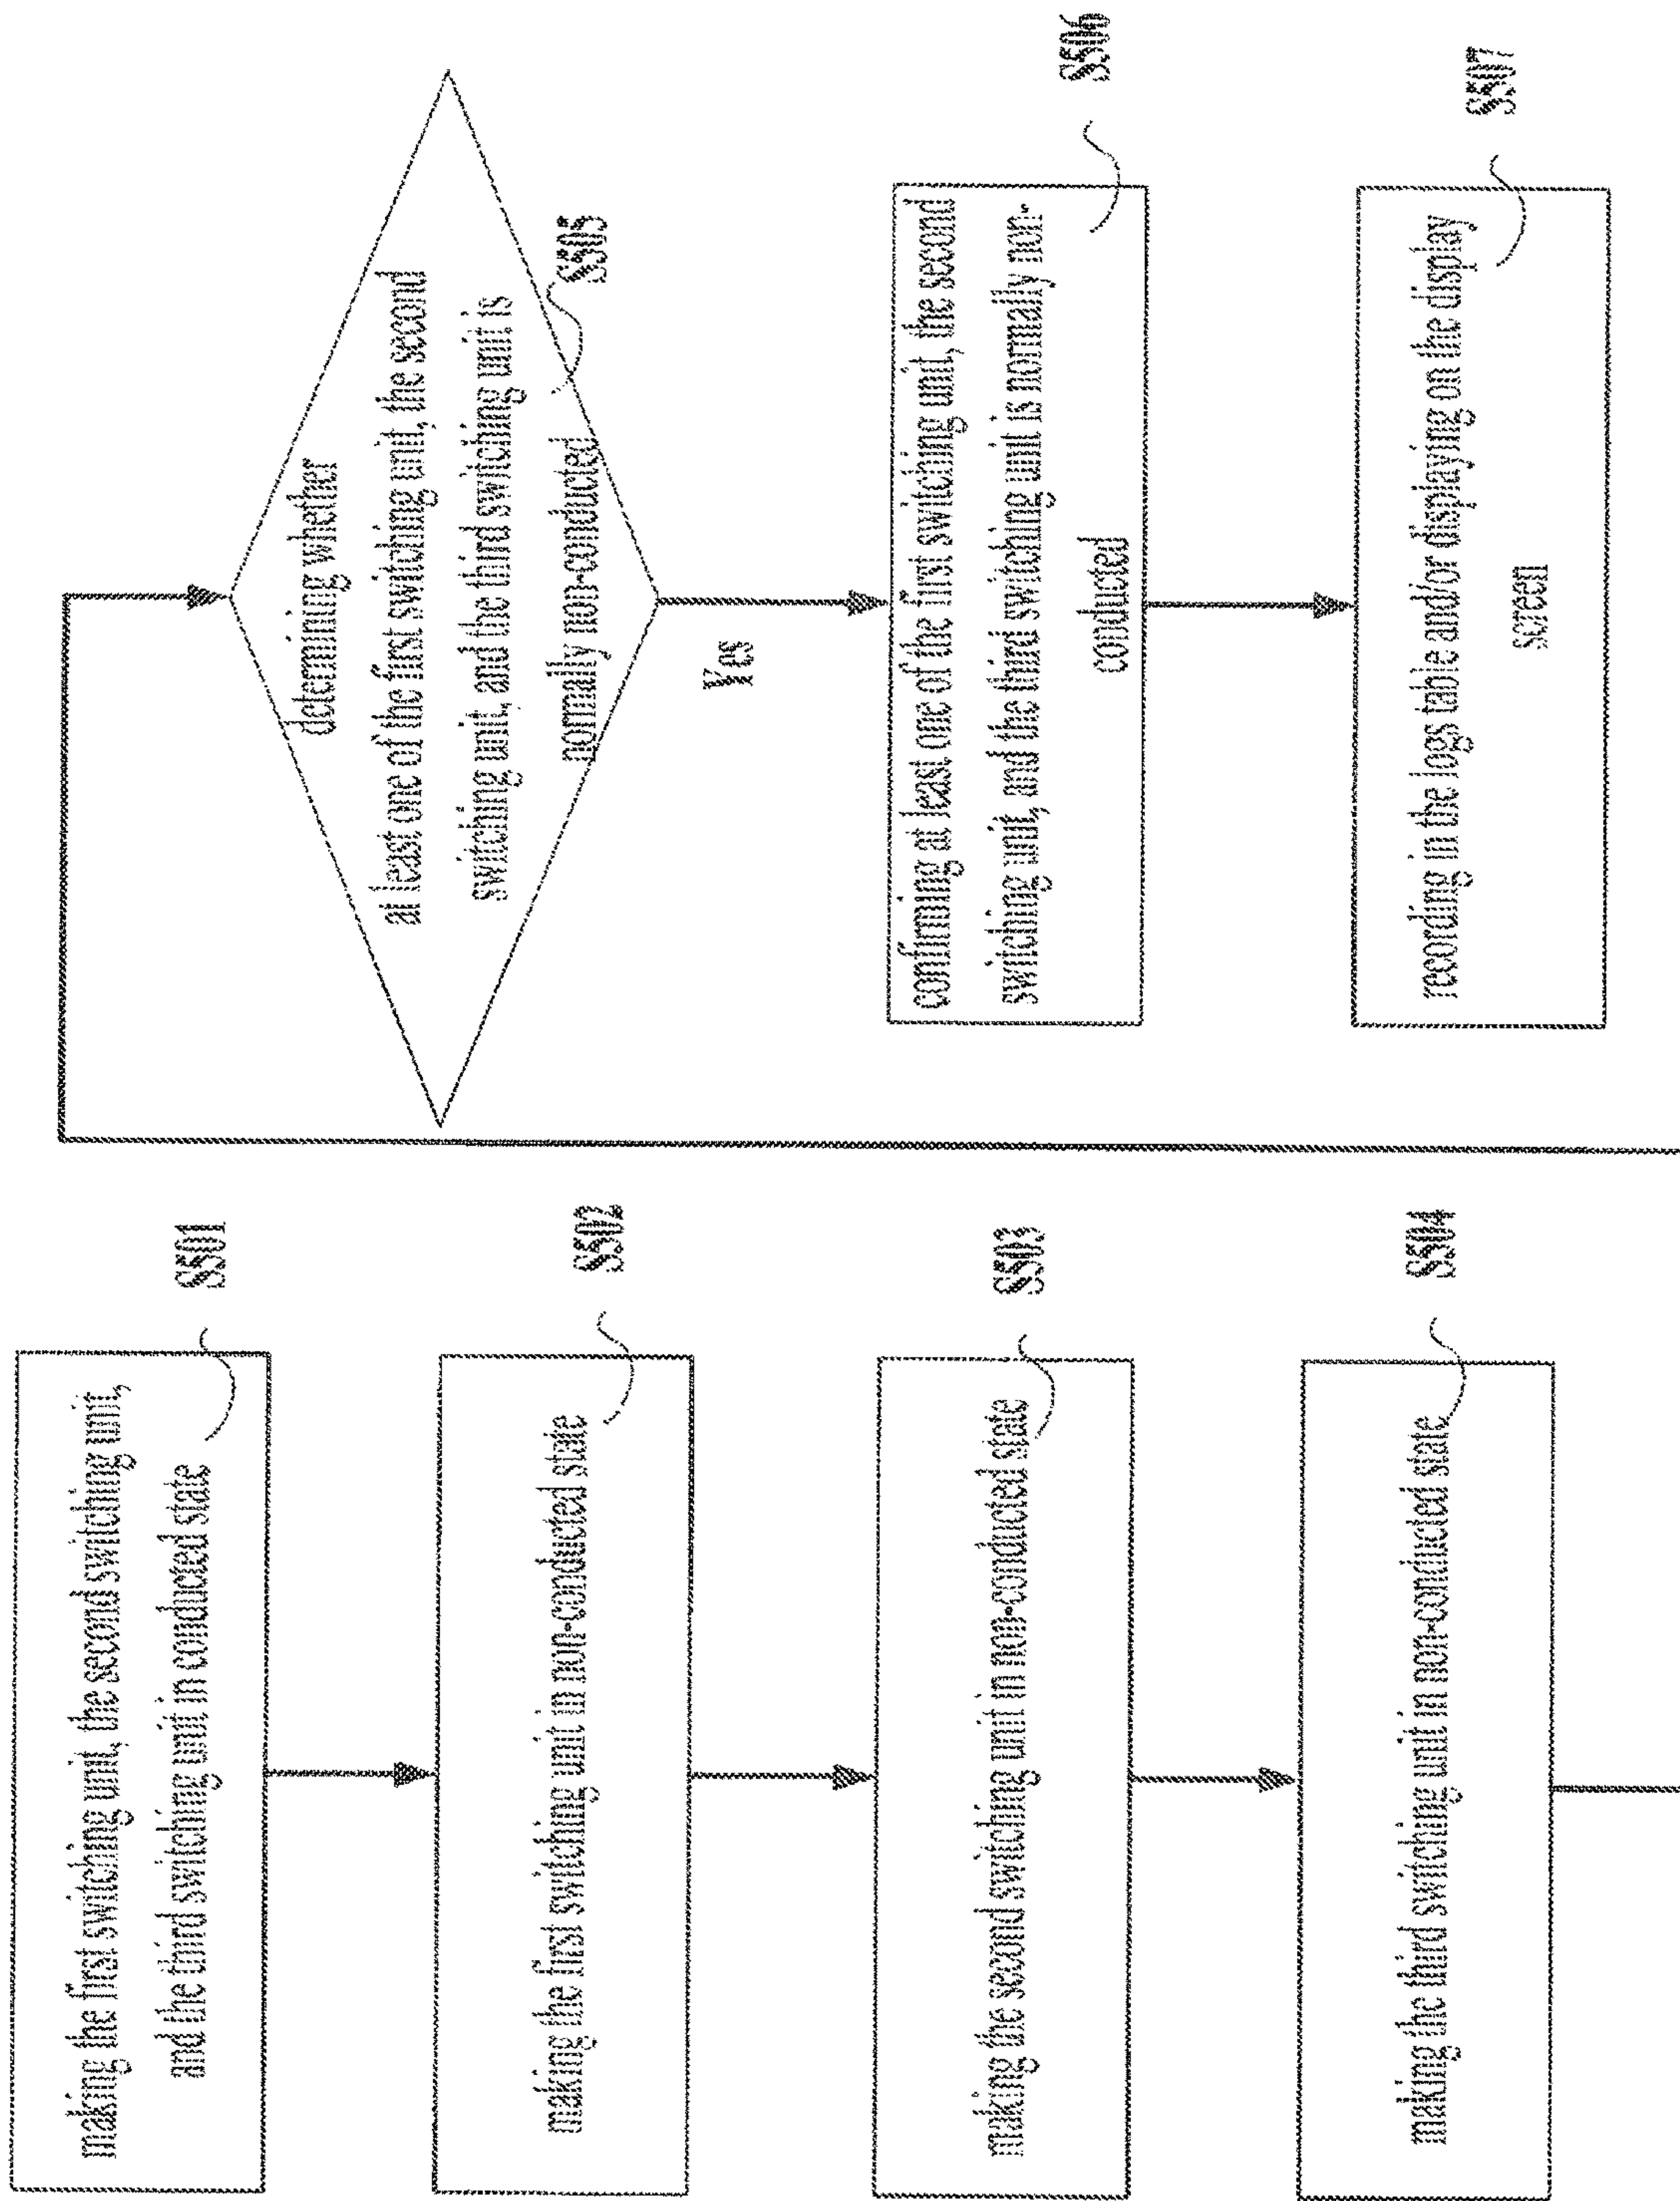 making the first switching unit, the second switching unit,
and the third switching unit in conducted state
S501
making the first switching unit in non-conducted state
S502
making the second switching unit in non-conducted state
S503
making the third switching unit in non-conducted state
S504
determining whether
at least one of the first switching unit, the second
switching unit, and the third switching unit is
normally non-conducted
S505
Yes
confirming at least one of the first switching unit, the second
switching unit, and the third switching unit is normally non-
conducted
S506
recording in the logs table and/or displaying on the display
screen
S507